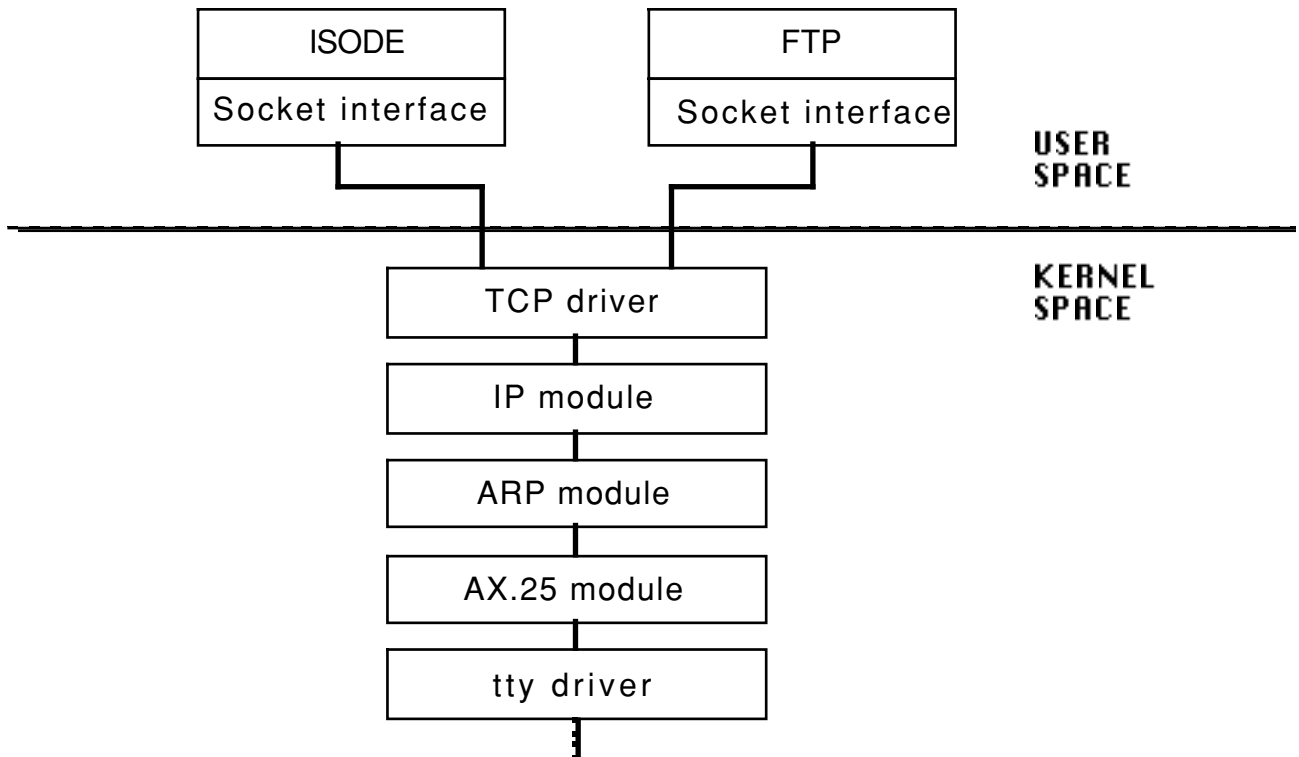 ISODE
FTP
Socket interface
Socket interface
USER
SPACE
KERNEL
SPACE
TCP driver
IP module
ARP module
AX.25 module
tty driver